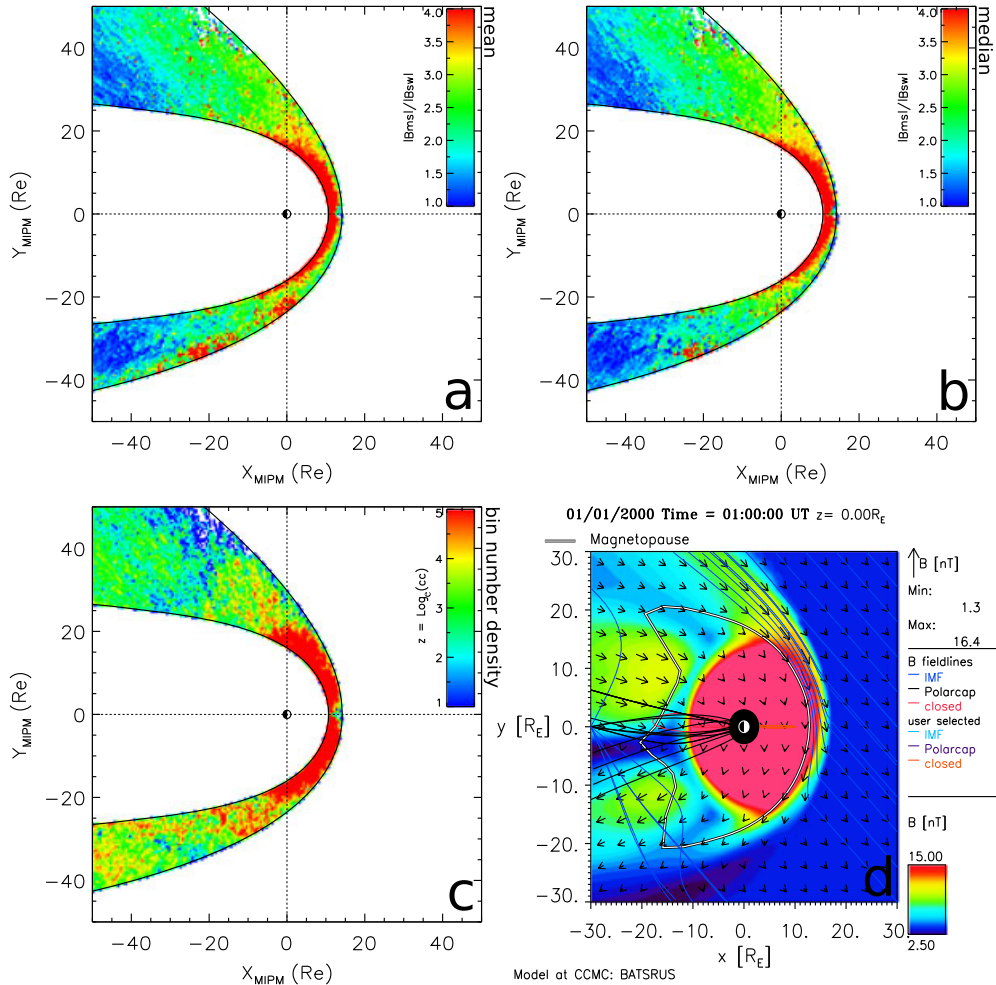 40
20
0
−20
−40
Y_MIPM (Re)
−40 −20 0 20 40
X_MIPM (Re)
4.0
3.5
3.0
2.5
2.0
1.5
1.0
|Bms|/|Bsw|
mean
a
40
20
0
−20
−40
Y_MIPM (Re)
−40 −20 0 20 40
X_MIPM (Re)
4.0
3.5
3.0
2.5
2.0
1.5
1.0
|Bms|/|Bsw|
median
b
40
20
0
−20
−40
Y_MIPM (Re)
−40 −20 0 20 40
X_MIPM (Re)
5
4
3
2
1
z = Log_c(cc)
bin number density
c
01/01/2000 Time = 01:00:00 UT z= 0.00R_E
Magnetopause
30.
20.
10.
0.
−10.
−20.
−30.
y [R_E]
−30. −20. −10. 0. 10. 20. 30.
x [R_E]
d
B [nT]
Min:
1.3
Max:
16.4
B fieldlines
IMF
Polarcap
closed
user selected
IMF
Polarcap
closed
B [nT]
15.00
2.50
Model at CCMC: BATSRUS